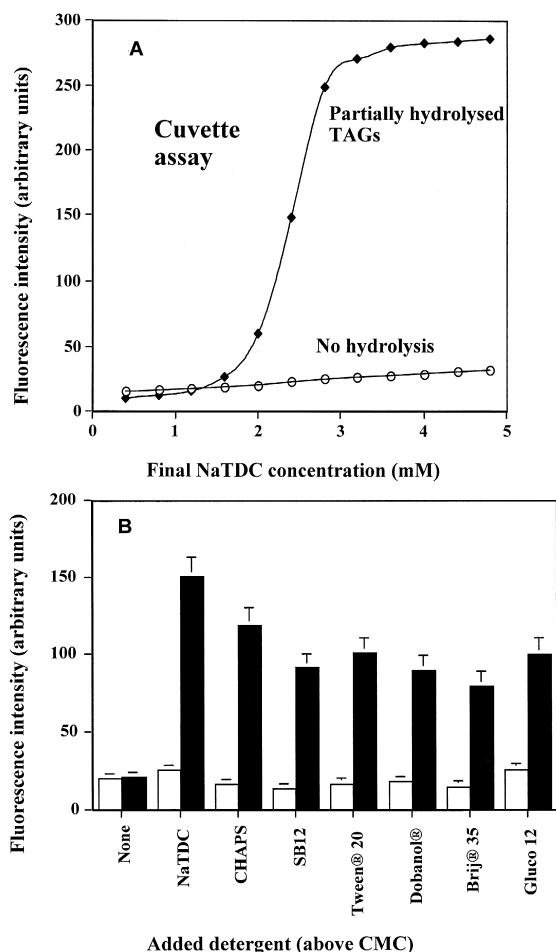 A
Fluorescence intensity (arbitrary units)
300
250
200
150
100
50
0
Cuvette
assay
Partially hydrolysed
TAGs
No hydrolysis
0
1
2
3
4
5
Final NaTDC concentration (mM)
B
Fluorescence intensity (arbitrary units)
200
150
100
50
0
None
NaTDC
CHAPS
SB12
Tween® 20
Dobanol®
Brij® 35
Gluco 12
Added detergent (above CMC)